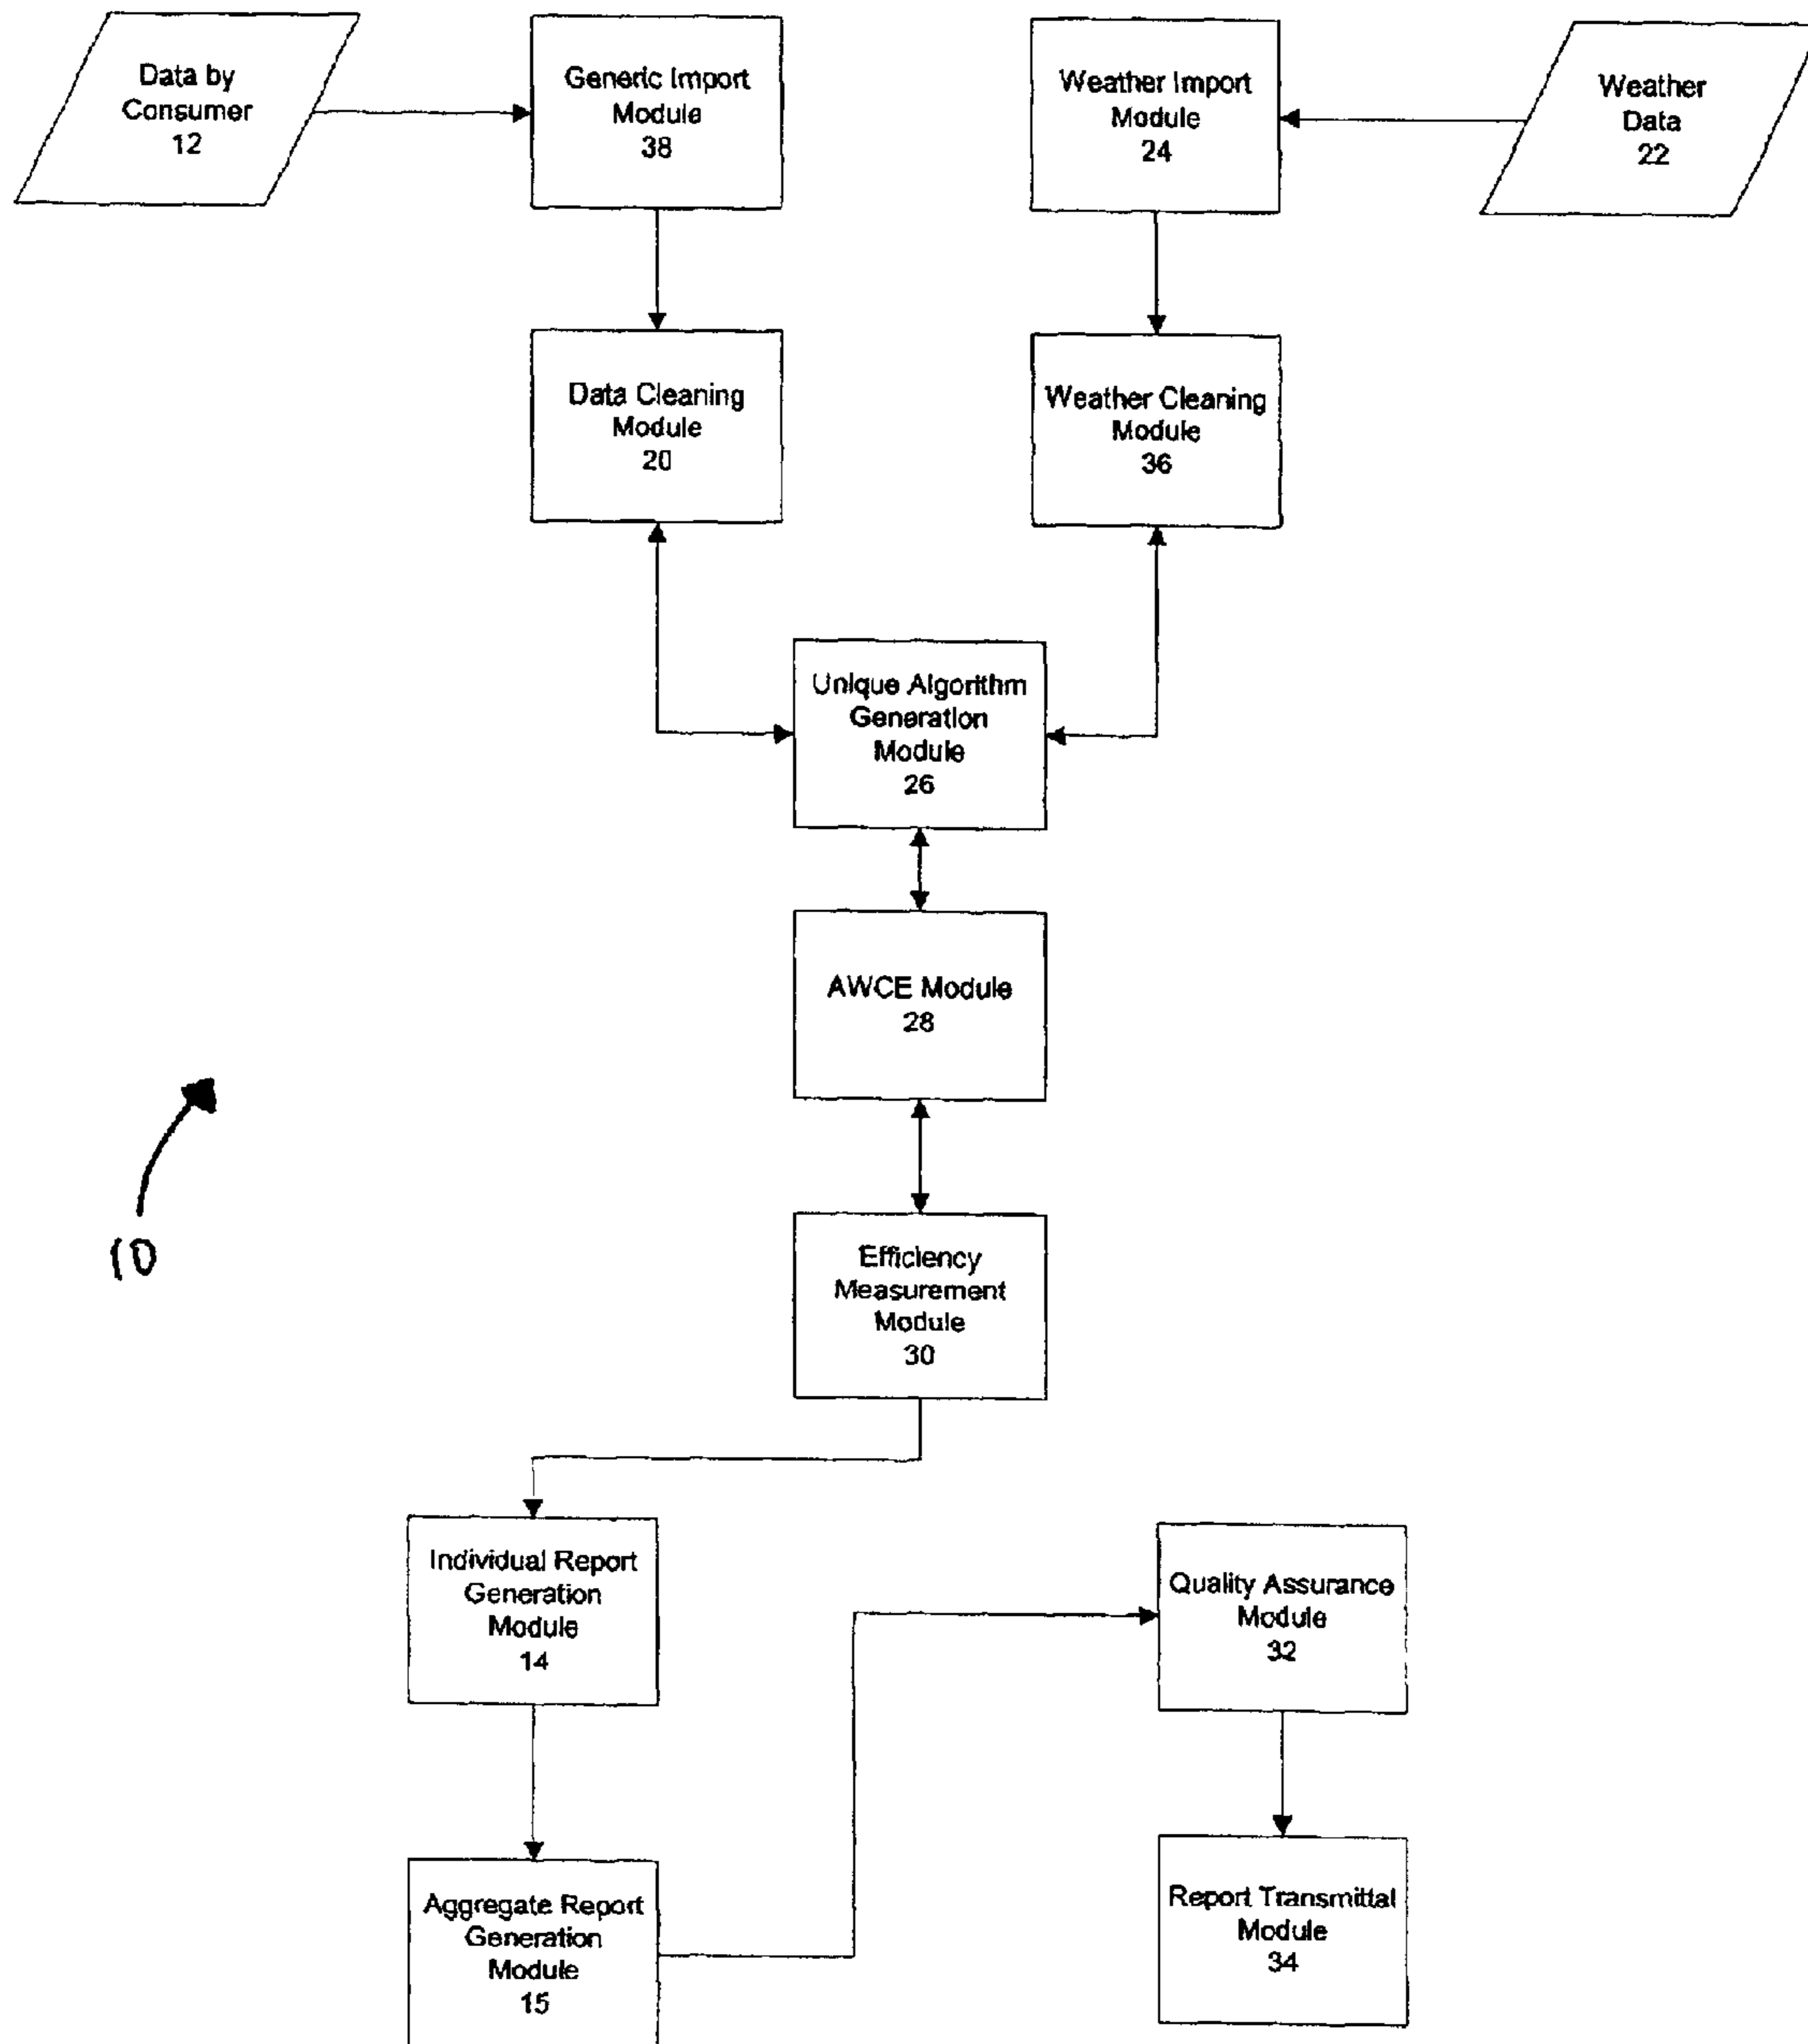 Data by
Consumer
12
Generic Import
Module
38
Weather Import
Module
24
Weather
Data
22
Data Cleaning
Module
20
Weather Cleaning
Module
36
Unique Algorithm
Generation
Module
26
AWCE Module
28
10
Efficiency
Measurement
Module
30
Individual Report
Generation
Module
14
Quality Assurance
Module
32
Aggregate Report
Generation
Module
15
Report Transmittal
Module
34